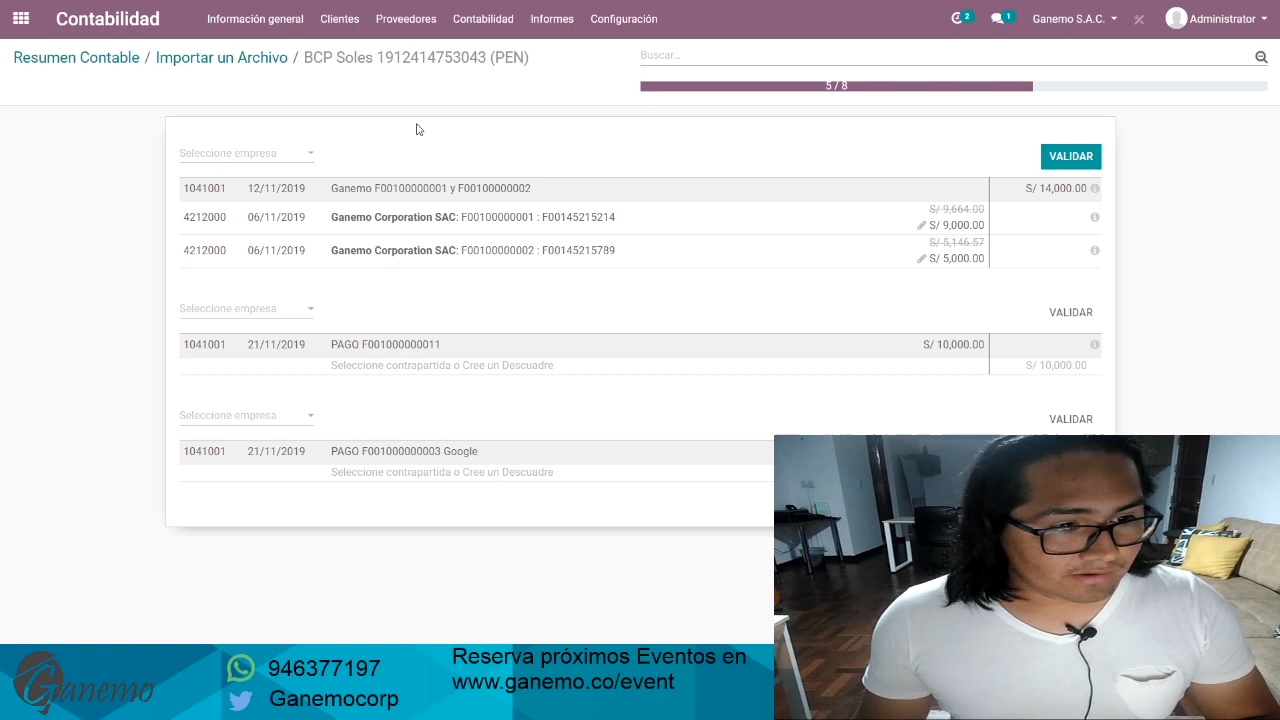 Contabilidad Información general Clientes Proveedores Contabilidad Informes Configuración 2 1 Ganemo S.A.C. Administrator
Resumen Contable / Importar un Archivo / BCP Soles 1912414753043 (PEN) Buscar...
5 / 8
Seleccione empresa VALIDAR
1041001 12/11/2019 Ganemo F00100000001 y F00100000002 S/ 14,000.00
S/ 9,664.00
4212000 06/11/2019 Ganemo Corporation SAC: F00100000001 : F00145215214
S/ 9,000.00
S/ 5,146.57
4212000 06/11/2019 Ganemo Corporation SAC: F00100000002 : F00145215789
S/ 5,000.00
Seleccione empresa VALIDAR
1041001 21/11/2019 PAGO F001000000011 S/ 10,000.00
Seleccione contrapartida o Cree un Descuadre S/ 10,000.00
Seleccione empresa VALIDAR
1041001 21/11/2019 PAGO F001000000003 Google
Seleccione contrapartida o Cree un Descuadre
Ganemo
946377197
Ganemocorp
Reserva próximos Eventos en
www.ganemo.co/event